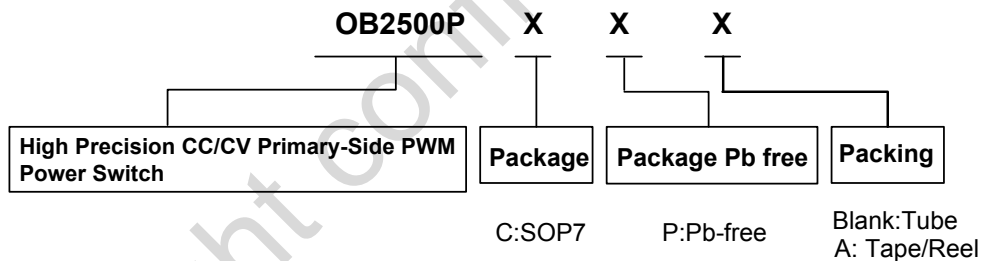 OB2500P X X X
High Precision CC/CV Primary-Side PWM
Power Switch
Package
Package Pb free
Packing
C:SOP7
P:Pb-free
Blank:Tube
A: Tape/Reel